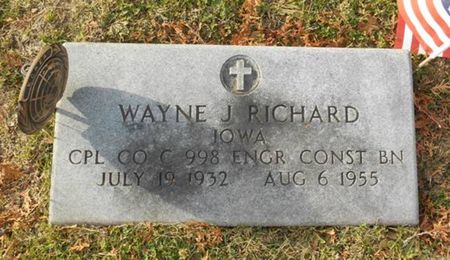 WAYNE J RICHARD
IOWA
CPL CO C 998 ENGR CONST BN
JULY 19 1932 AUG 6 1955